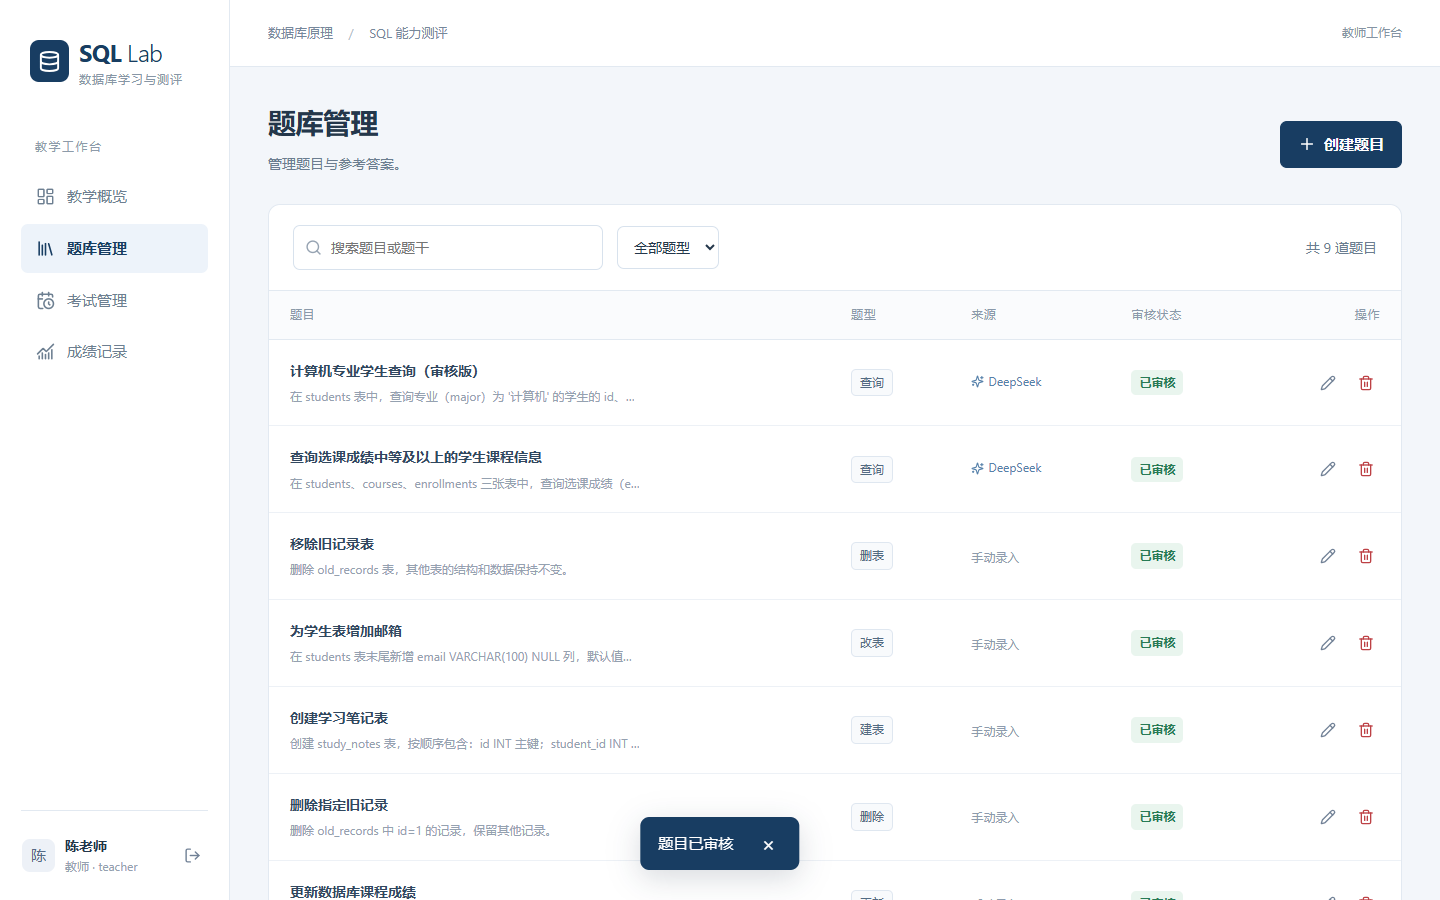 SQL Lab
数据库学习与测评
教学工作台
教学概览
题库管理
考试管理
成绩记录
陈
陈老师
教师 · teacher
数据库原理 / SQL 能力测评
教师工作台
题库管理
管理题目与参考答案。
创建题目
搜索题目或题干
全部题型
共 9 道题目
题目 题型 来源 审核状态 操作
计算机专业学生查询（审核版）
在 students 表中，查询专业（major）为 '计算机' 的学生的 id、...
查询 DeepSeek 已审核
查询选课成绩中等及以上的学生课程信息
在 students、courses、enrollments 三张表中，查询选课成绩（e...
查询 DeepSeek 已审核
移除旧记录表
删除 old_records 表，其他表的结构和数据保持不变。
删表 手动录入 已审核
为学生表增加邮箱
在 students 表末尾新增 email VARCHAR(100) NULL 列，默认值...
改表 手动录入 已审核
创建学习笔记表
创建 study_notes 表，按顺序包含：id INT 主键；student_id INT ...
建表 手动录入 已审核
删除指定旧记录
删除 old_records 中 id=1 的记录，保留其他记录。
删除 手动录入 已审核
更新数据库课程成绩
题目已审核